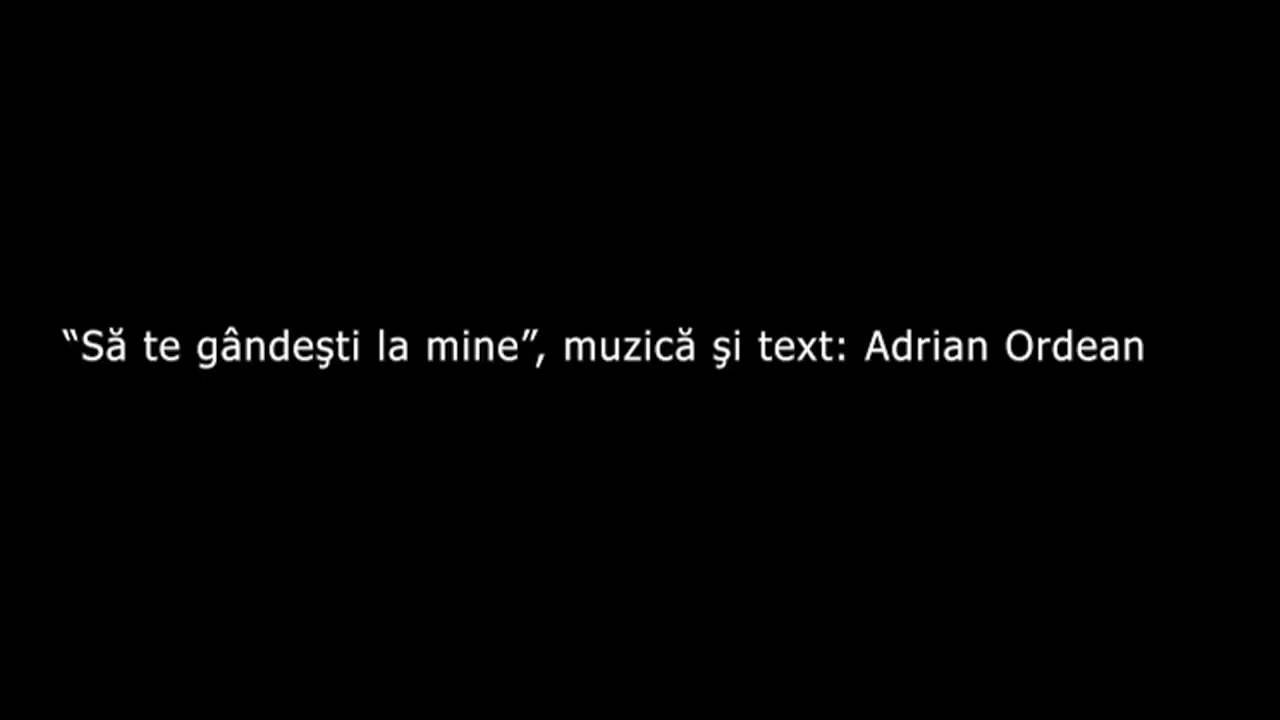 “Să te gândeşti la mine”, muzică şi text: Adrian Ordean